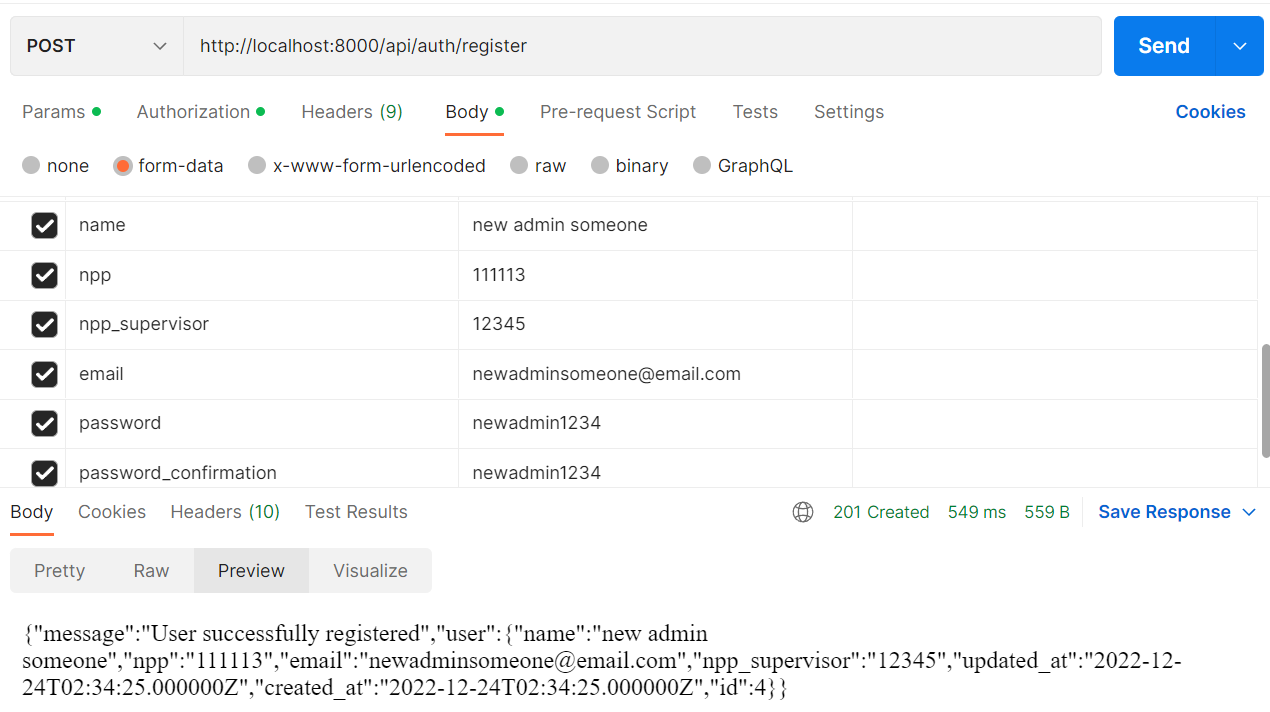 POST http://localhost:8000/api/auth/register Send
Params Authorization Headers (9) Body Pre-request Script Tests Settings Cookies
none form-data x-www-form-urlencoded raw binary GraphQL
name new admin someone
npp 111113
npp_supervisor 12345
email newadminsomeone@email.com
password newadmin1234
password_confirmation newadmin1234
Body Cookies Headers (10) Test Results 201 Created 549 ms 559 B Save Response
Pretty Raw Preview Visualize
{"message":"User successfully registered","user":{"name":"new admin
someone","npp":"111113","email":"newadminsomeone@email.com","npp_supervisor":"12345","updated_at":"2022-12-
24T02:34:25.000000Z","created_at":"2022-12-24T02:34:25.000000Z","id":4}}